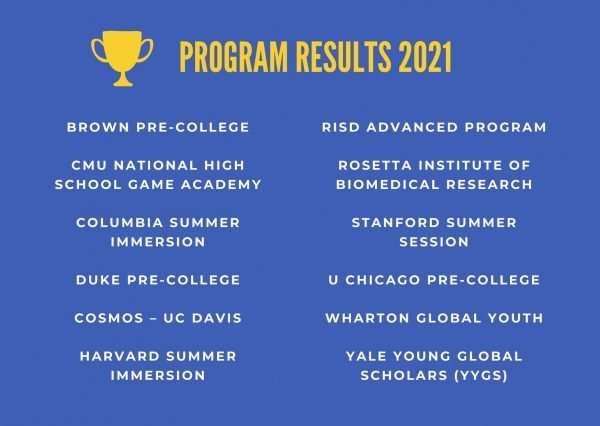 PROGRAM RESULTS 2021
BROWN PRE-COLLEGE
CMU NATIONAL HIGH
SCHOOL GAME ACADEMY
COLUMBIA SUMMER
IMMERSION
DUKE PRE-COLLEGE
COSMOS – UC DAVIS
HARVARD SUMMER
IMMERSION
RISD ADVANCED PROGRAM
ROSETTA INSTITUTE OF
BIOMEDICAL RESEARCH
STANFORD SUMMER
SESSION
U CHICAGO PRE-COLLEGE
WHARTON GLOBAL YOUTH
YALE YOUNG GLOBAL
SCHOLARS (YYGS)